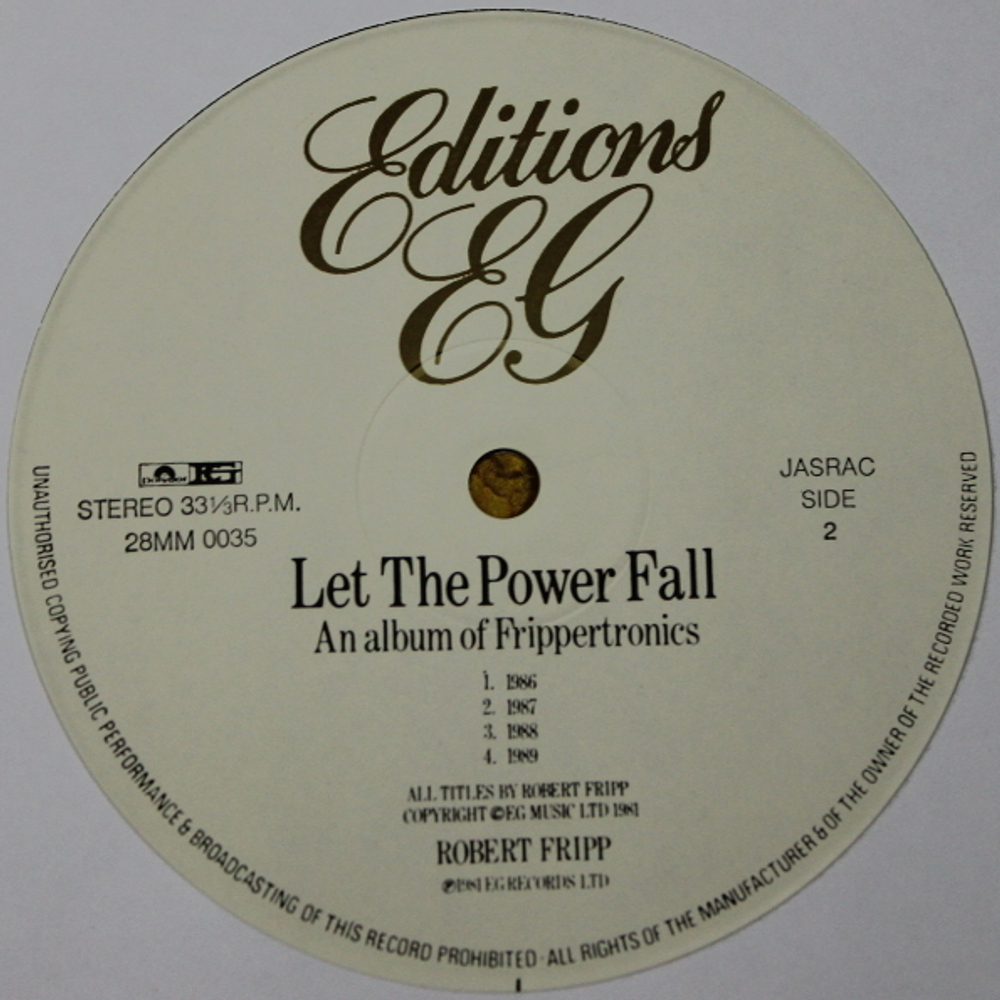 Editions
EG
polydor EG
STEREO 33⅓R.P.M.
28MM 0035
JASRAC
SIDE
2
Let The Power Fall
An album of Frippertronics
1. 1986
2. 1987
3. 1988
4. 1989
ALL TITLES BY ROBERT FRIPP
COPYRIGHT ©EG MUSIC LTD 1981
ROBERT FRIPP
℗1981 EG RECORDS LTD
UNAUTHORISED COPYING PUBLIC PERFORMANCE & BROADCASTING OF THIS RECORD PROHIBITED · ALL RIGHTS OF THE MANUFACTURER & OF THE OWNER OF THE RECORDED WORK RESERVED